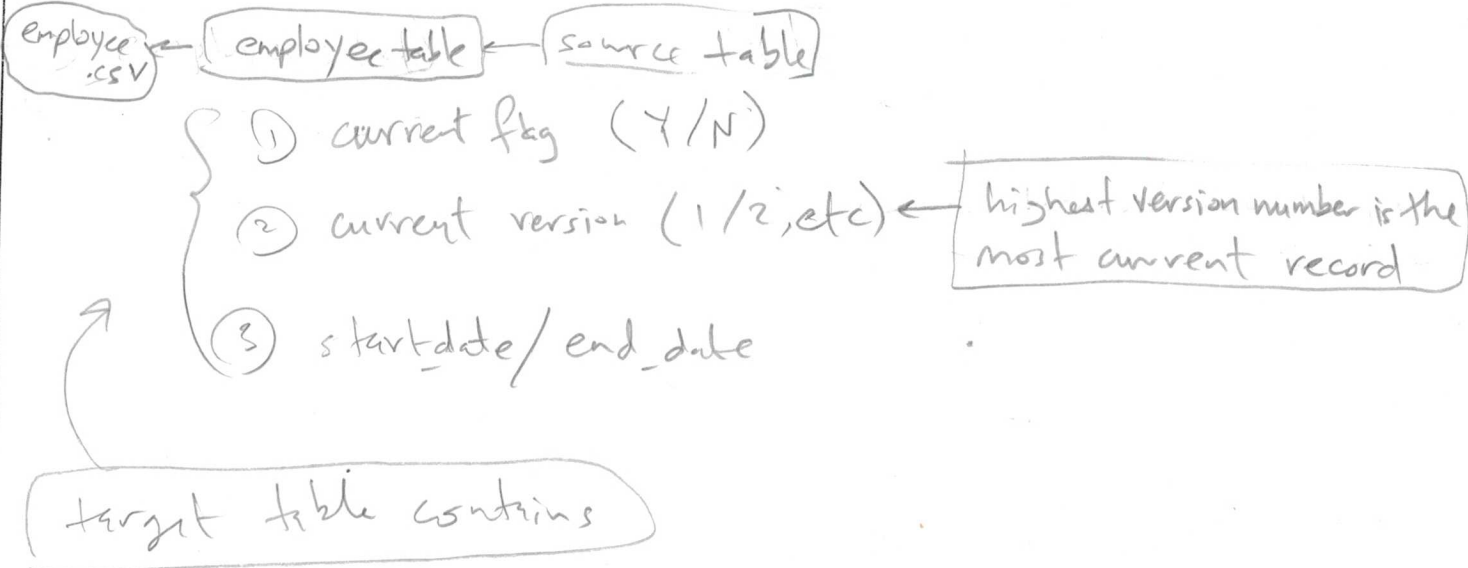 employee
.csv
employee table
source table
① current flag (Y/N)
② current version (1/2, etc)
highest version number is the
most current record
③ start_date/end_date
target table contains